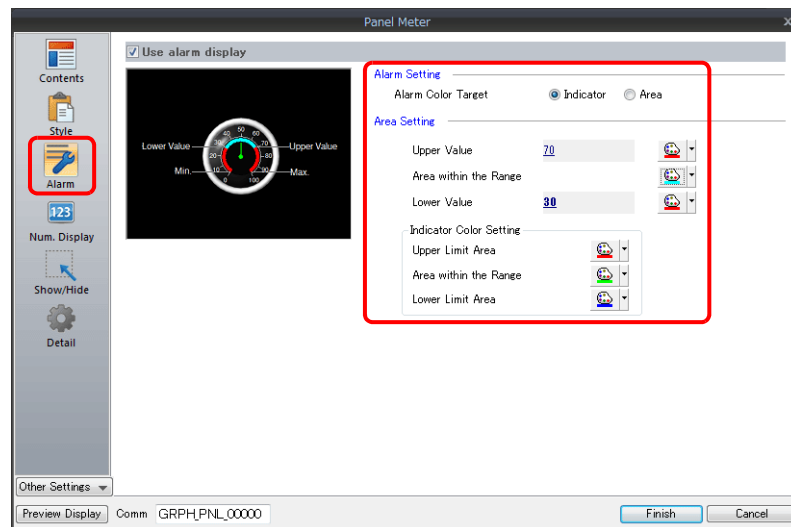 Panel Meter
Contents
Style
Alarm
123
Num. Display
Show/Hide
Detail
Other Settings
Use alarm display
Lower Value
Upper Value
Min.
Max.
0 10 20 30 40 50 60 70 80 90 100
Alarm Setting
Alarm Color Target Indicator Area
Area Setting
Upper Value 70
Area within the Range
Lower Value 30
Indicator Color Setting
Upper Limit Area
Area within the Range
Lower Limit Area
Preview Display Comm GRPH_PNL_00000 Finish Cancel